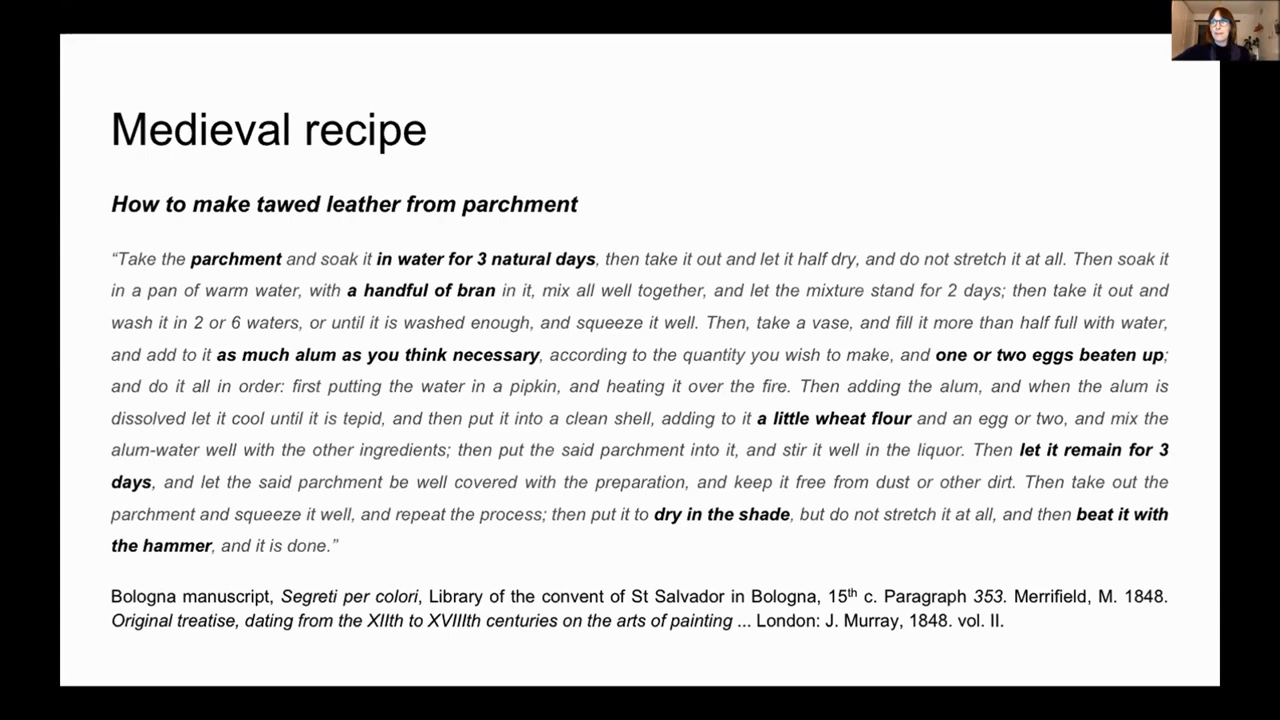 Medieval recipe
How to make tawed leather from parchment
“Take the parchment and soak it in water for 3 natural days, then take it out and let it half dry, and do not stretch it at all. Then soak it
in a pan of warm water, with a handful of bran in it, mix all well together, and let the mixture stand for 2 days; then take it out and
wash it in 2 or 6 waters, or until it is washed enough, and squeeze it well. Then, take a vase, and fill it more than half full with water,
and add to it as much alum as you think necessary, according to the quantity you wish to make, and one or two eggs beaten up;
and do it all in order: first putting the water in a pipkin, and heating it over the fire. Then adding the alum, and when the alum is
dissolved let it cool until it is tepid, and then put it into a clean shell, adding to it a little wheat flour and an egg or two, and mix the
alum-water well with the other ingredients; then put the said parchment into it, and stir it well in the liquor. Then let it remain for 3
days, and let the said parchment be well covered with the preparation, and keep it free from dust or other dirt. Then take out the
parchment and squeeze it well, and repeat the process; then put it to dry in the shade, but do not stretch it at all, and then beat it with
the hammer, and it is done.”
Bologna manuscript, Segreti per colori, Library of the convent of St Salvador in Bologna, 15th c. Paragraph 353. Merrifield, M. 1848.
Original treatise, dating from the XIIth to XVIIIth centuries on the arts of painting ... London: J. Murray, 1848. vol. II.